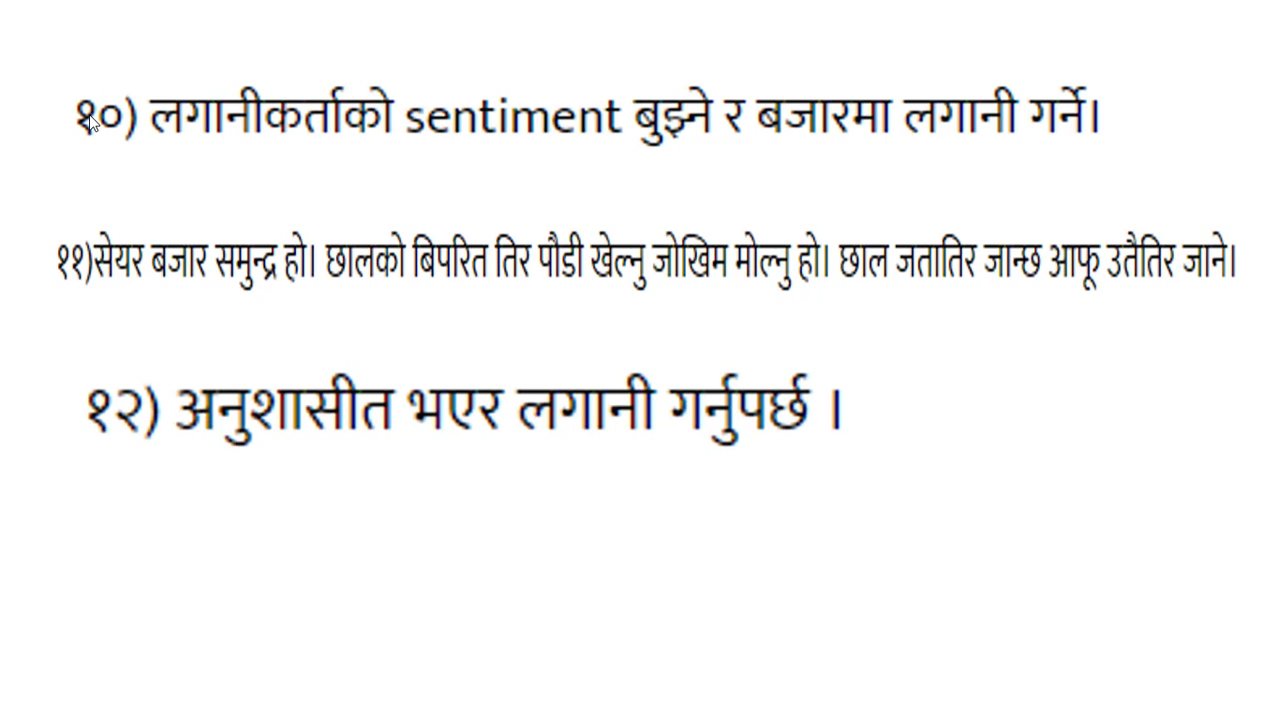 १०) लगानीकर्ताको sentiment बुझ्ने र बजारमा लगानी गर्ने।
११)सेयर बजार समुन्द्र हो। छालको बिपरित तिर पौडी खेल्नु जोखिम मोल्नु हो। छाल जतातिर जान्छ आफू उतैतिर जाने।
१२) अनुशासीत भएर लगानी गर्नुपर्छ ।